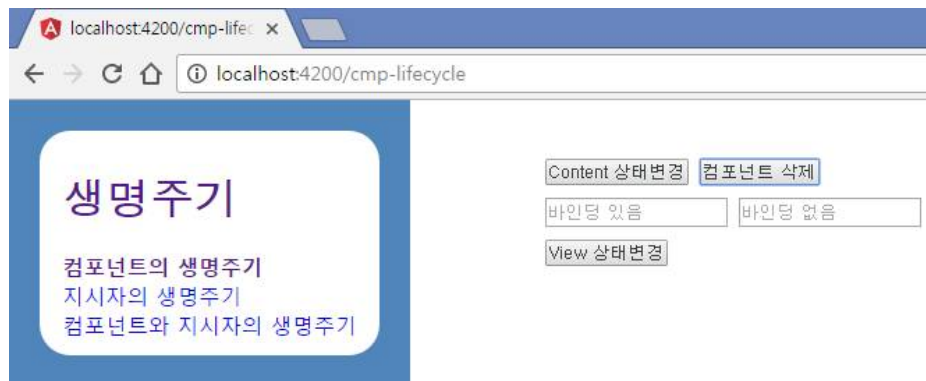 localhost:4200/cmp-lifec
localhost:4200/cmp-lifecycle
생명주기
컴포넌트의 생명주기
지시자의 생명주기
컴포넌트와 지시자의 생명주기
Content 상태변경 컴포넌트 삭제
바인딩 있음 바인딩 없음
View 상태변경